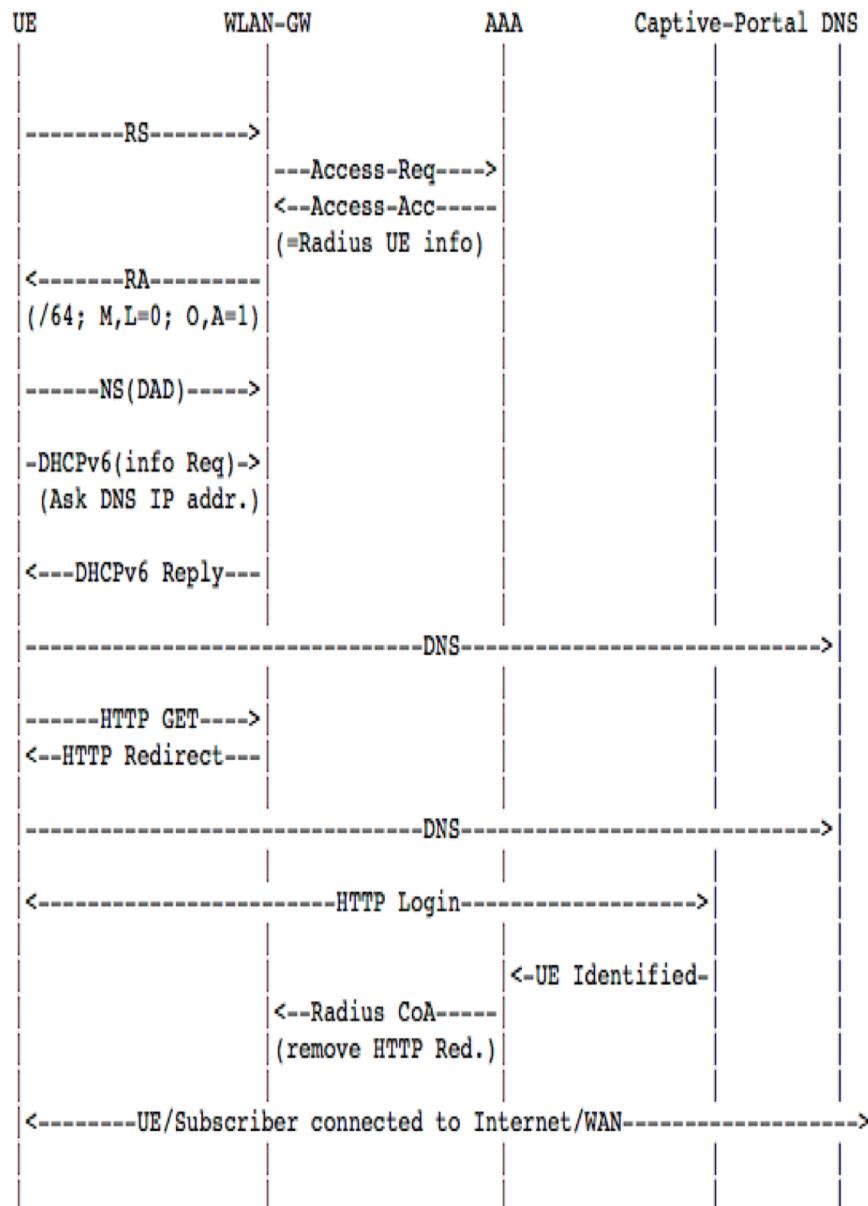 UE WLAN-GW AAA Captive-Portal DNS
--------RS-------->
---Access-Req---->
<--Access-Acc-----
(=Radius UE info)
<-------RA---------
(/64; M,L=0; O,A=1)
------NS(DAD)----->
-DHCPv6(info Req)->
(Ask DNS IP addr.)
<---DHCPv6 Reply---
--------------------------------DNS----------------------------->
------HTTP GET---->
<--HTTP Redirect---
--------------------------------DNS----------------------------->
<------------------------HTTP Login------------------->
<-UE Identified-
<--Radius CoA-----
(remove HTTP Red.)
<--------UE/Subscriber connected to Internet/WAN------------------->